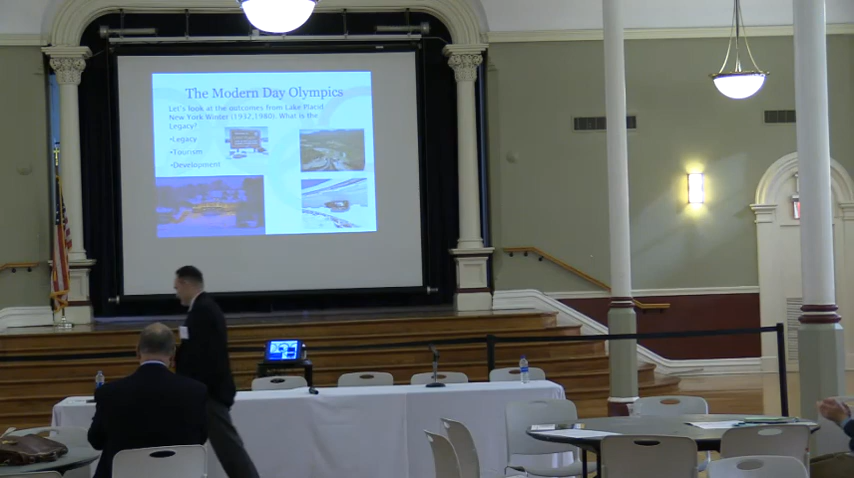 The Modern Day Olympics
Let's look at the outcomes from Lake Placid
New York Winter (1932,1980). What is the
Legacy?
•Legacy
•Tourism
•Development